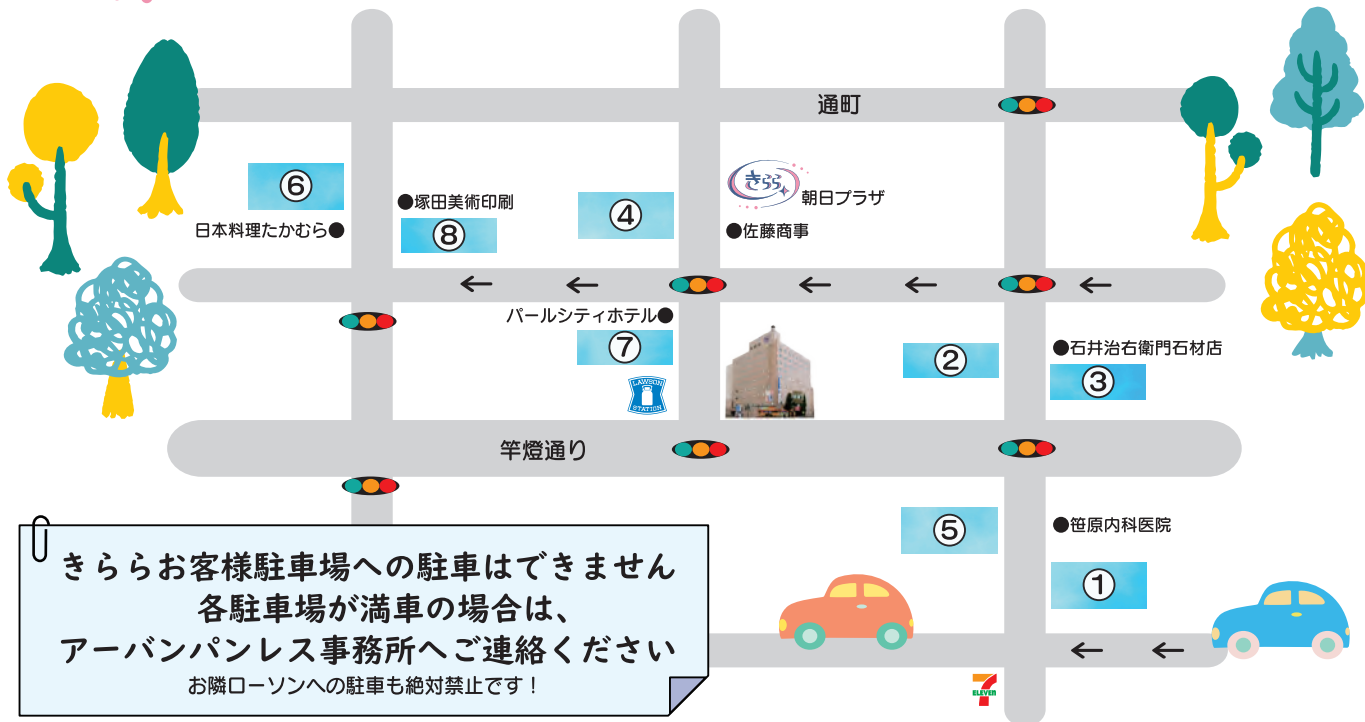 通町
⑥
●塚田美術印刷
④
きらら
朝日プラザ
日本料理たかむら●
⑧
●佐藤商事
← ← ← ← ←
パールシティホテル●
⑦
②
●石井治右衛門石材店
③
LAWSON
STATION
竿燈通り
⑤
●笹原内科医院
①
きららお客様駐車場への駐車はできません
各駐車場が満車の場合は、
アーバンパンレス事務所へご連絡ください
お隣ローソンへの駐車も絶対禁止です！
← ←
7
ELEVEN